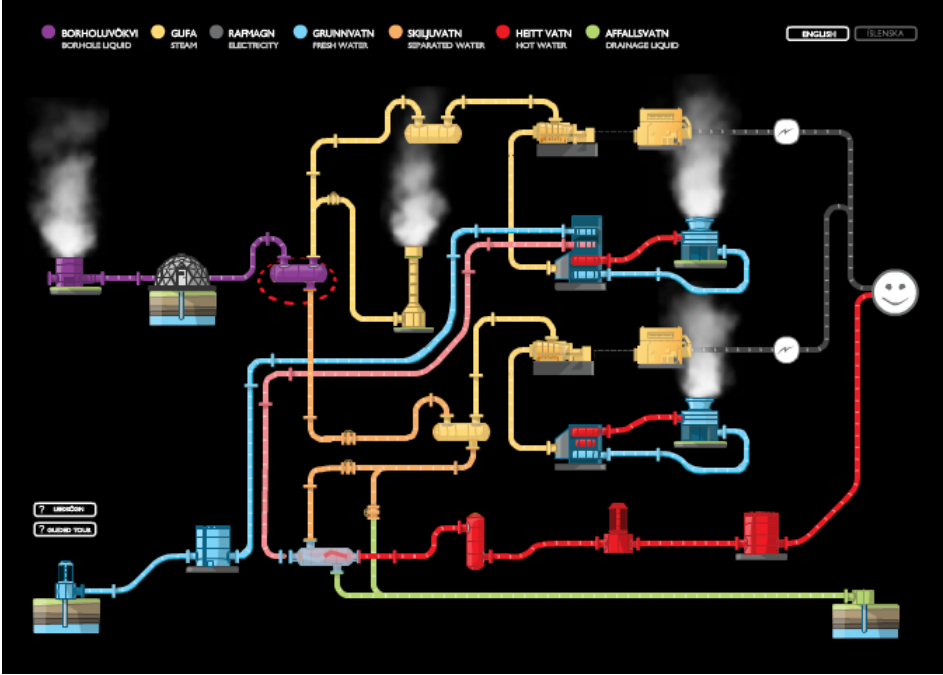 BORHOLUVÖKVI
BOREHOLE LIQUID
GUFA
STEAM
RAFMAGN
ELECTRICITY
GRUNNVATN
FRESH WATER
SKILJUVATN
SEPARATED WATER
HEITT VATN
HOT WATER
AFFALLSVATN
DRAINAGE LIQUID
ENGLISH
ÍSLENSKA
?
? GUIDED TOUR